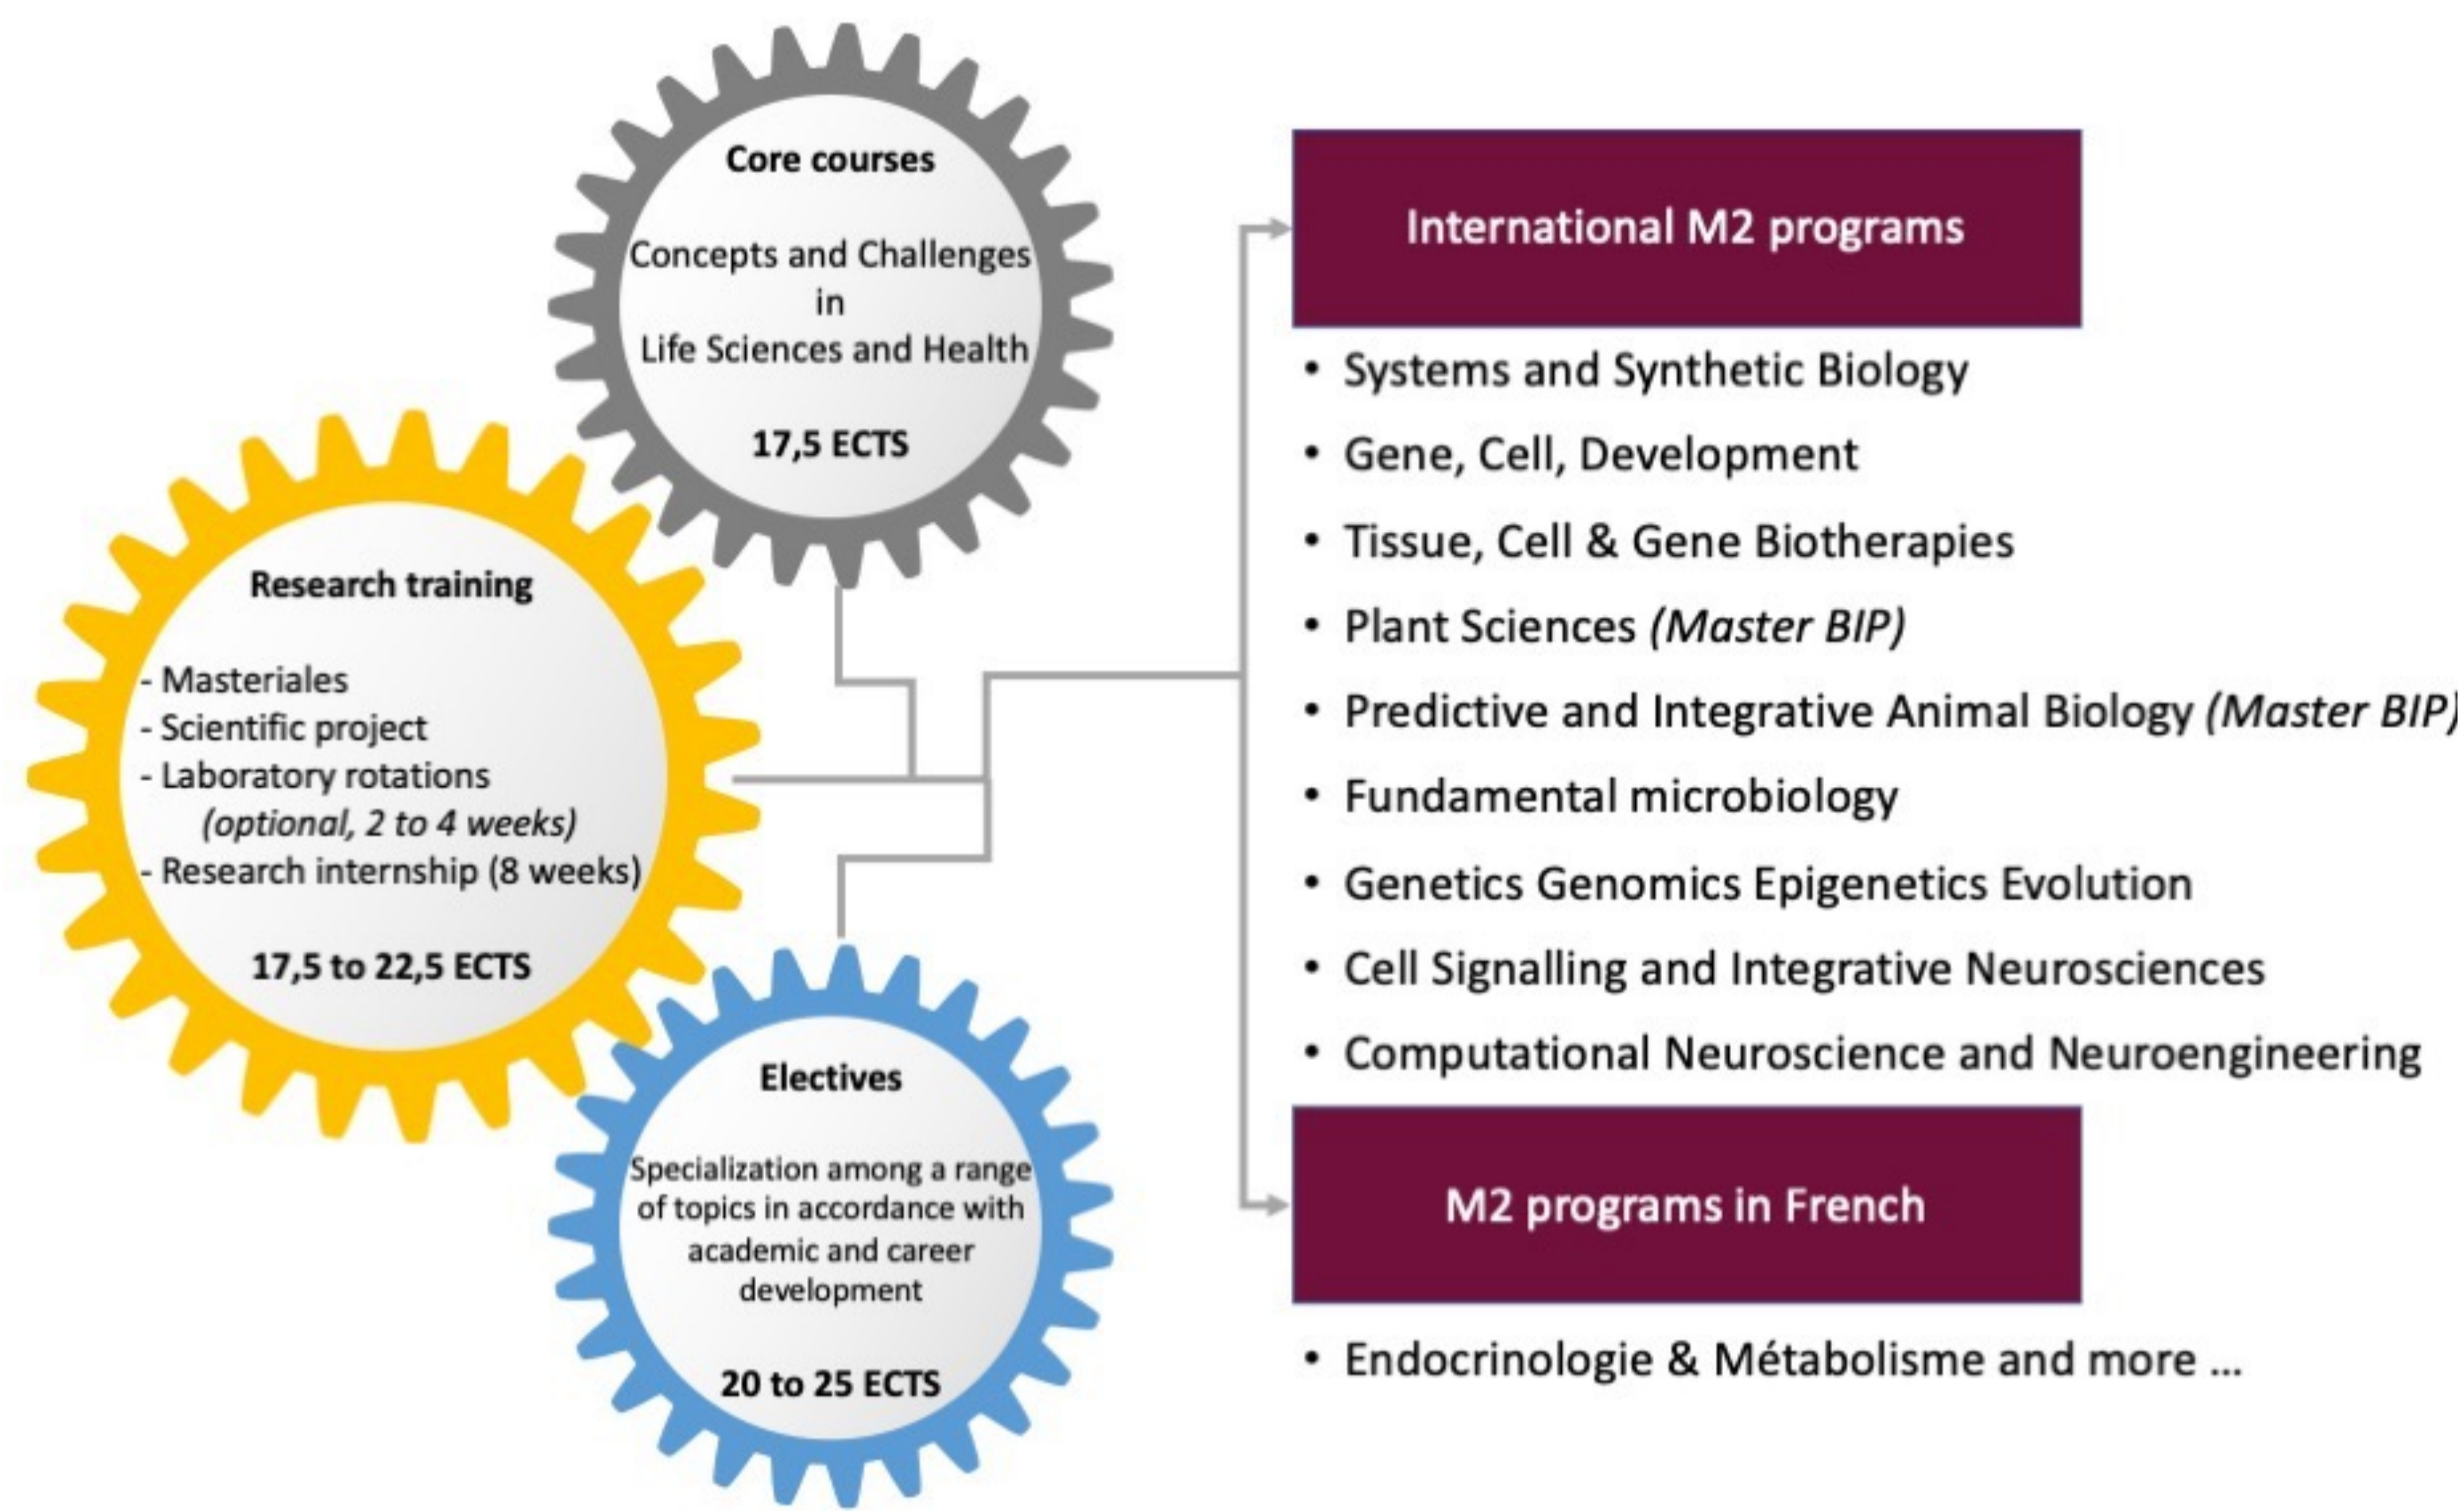 Core courses
Concepts and Challenges
in
Life Sciences and Health
17,5 ECTS
Research training
- Masteriales
- Scientific project
- Laboratory rotations
(optional, 2 to 4 weeks)
- Research internship (8 weeks)
17,5 to 22,5 ECTS
Electives
Specialization among a range
of topics in accordance with
academic and career
development
20 to 25 ECTS
International M2 programs
• Systems and Synthetic Biology
• Gene, Cell, Development
• Tissue, Cell & Gene Biotherapies
• Plant Sciences (Master BIP)
• Predictive and Integrative Animal Biology (Master BIP)
• Fundamental microbiology
• Genetics Genomics Epigenetics Evolution
• Cell Signalling and Integrative Neurosciences
• Computational Neuroscience and Neuroengineering
M2 programs in French
• Endocrinologie & Métabolisme and more ...